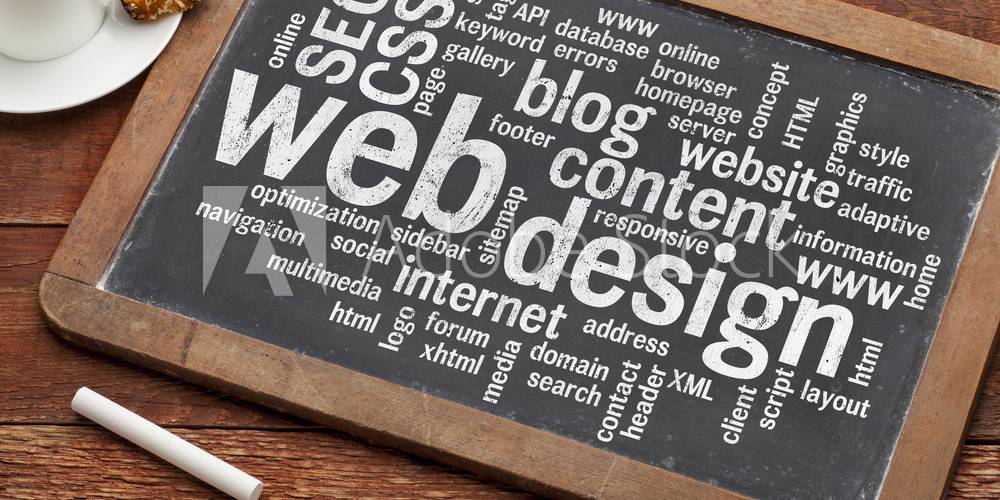 SEO
CSS
tag
API
www
keyword
errors
database
online
online
gallery
page
blog
browser
homepage
server
concept
HTML
graphics
style
traffic
footer
web design
content
website
adaptive
optimization
navigation
sidebar
social
sitemap
responsive
information
www
home
multimedia
internet
html
logo
forum
xhtml
media
address
domain
search
contact
header
XML
client
script
layout
html
Adobe Stock